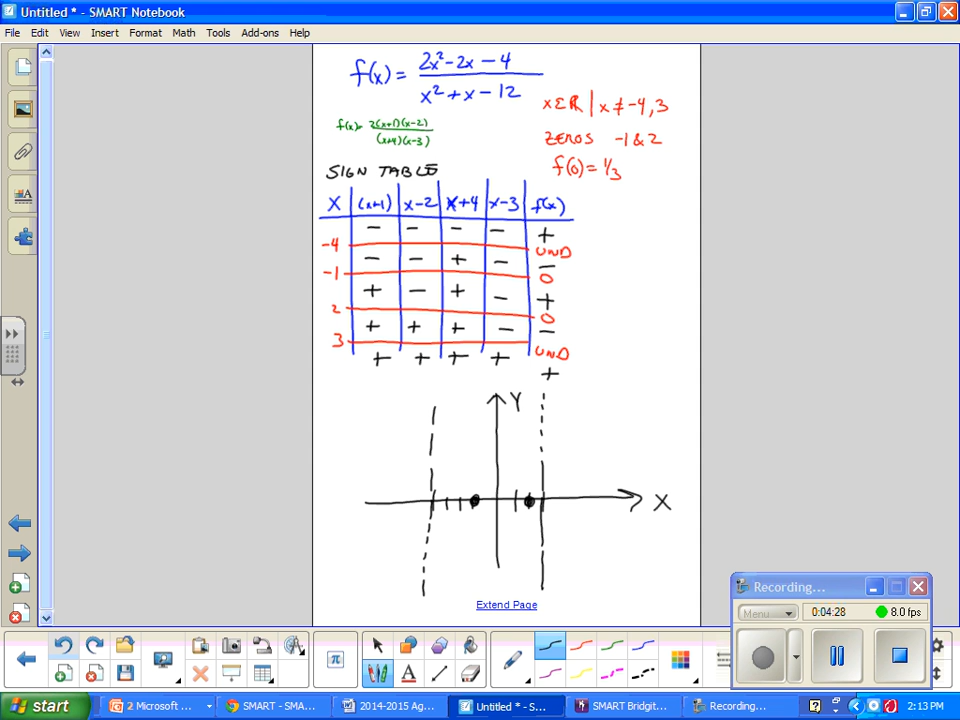 Untitled * - SMART Notebook
File Edit View Insert Format Math Tools Add-ons Help
f(x) = 2x²-2x-4
x²+x-12
x∈ℝ | x≠-4,3
f(x)= 2(x+1)(x-2)
(x+4)(x-3)
ZEROS -1&2
f(0)=1/3
SIGN TABLE
X (x+1) x-2 x+4 x-3 f(x)
- - - - +
-4 UND
- - + - -
-1 0
+ - + - +
2 0
+ + + - -
3 UND
+ + + + +
Y
X
Extend Page
Recording...
0:04:28 8.0 fps
Menu
π
A
start 2 Microsoft ... SMART - SMA... 2014-2015 Ag... Untitled * - S... SMART Bridgit... Recording... ? 2:13 PM